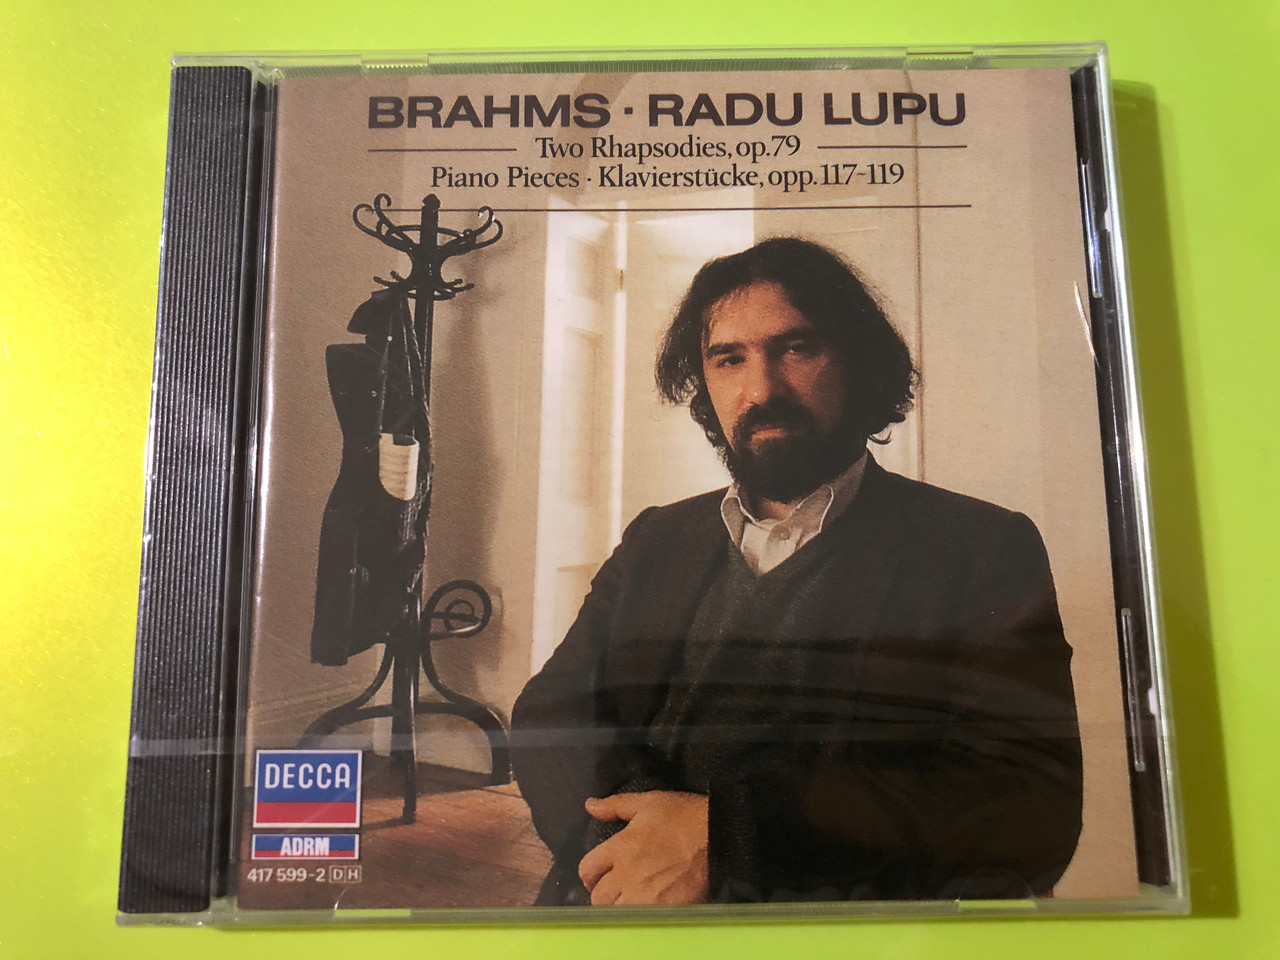 BRAHMS · RADU LUPU
Two Rhapsodies, op.79
Piano Pieces · Klavierstücke, opp.117-119
DECCA
ADRM
417 599-2 DH